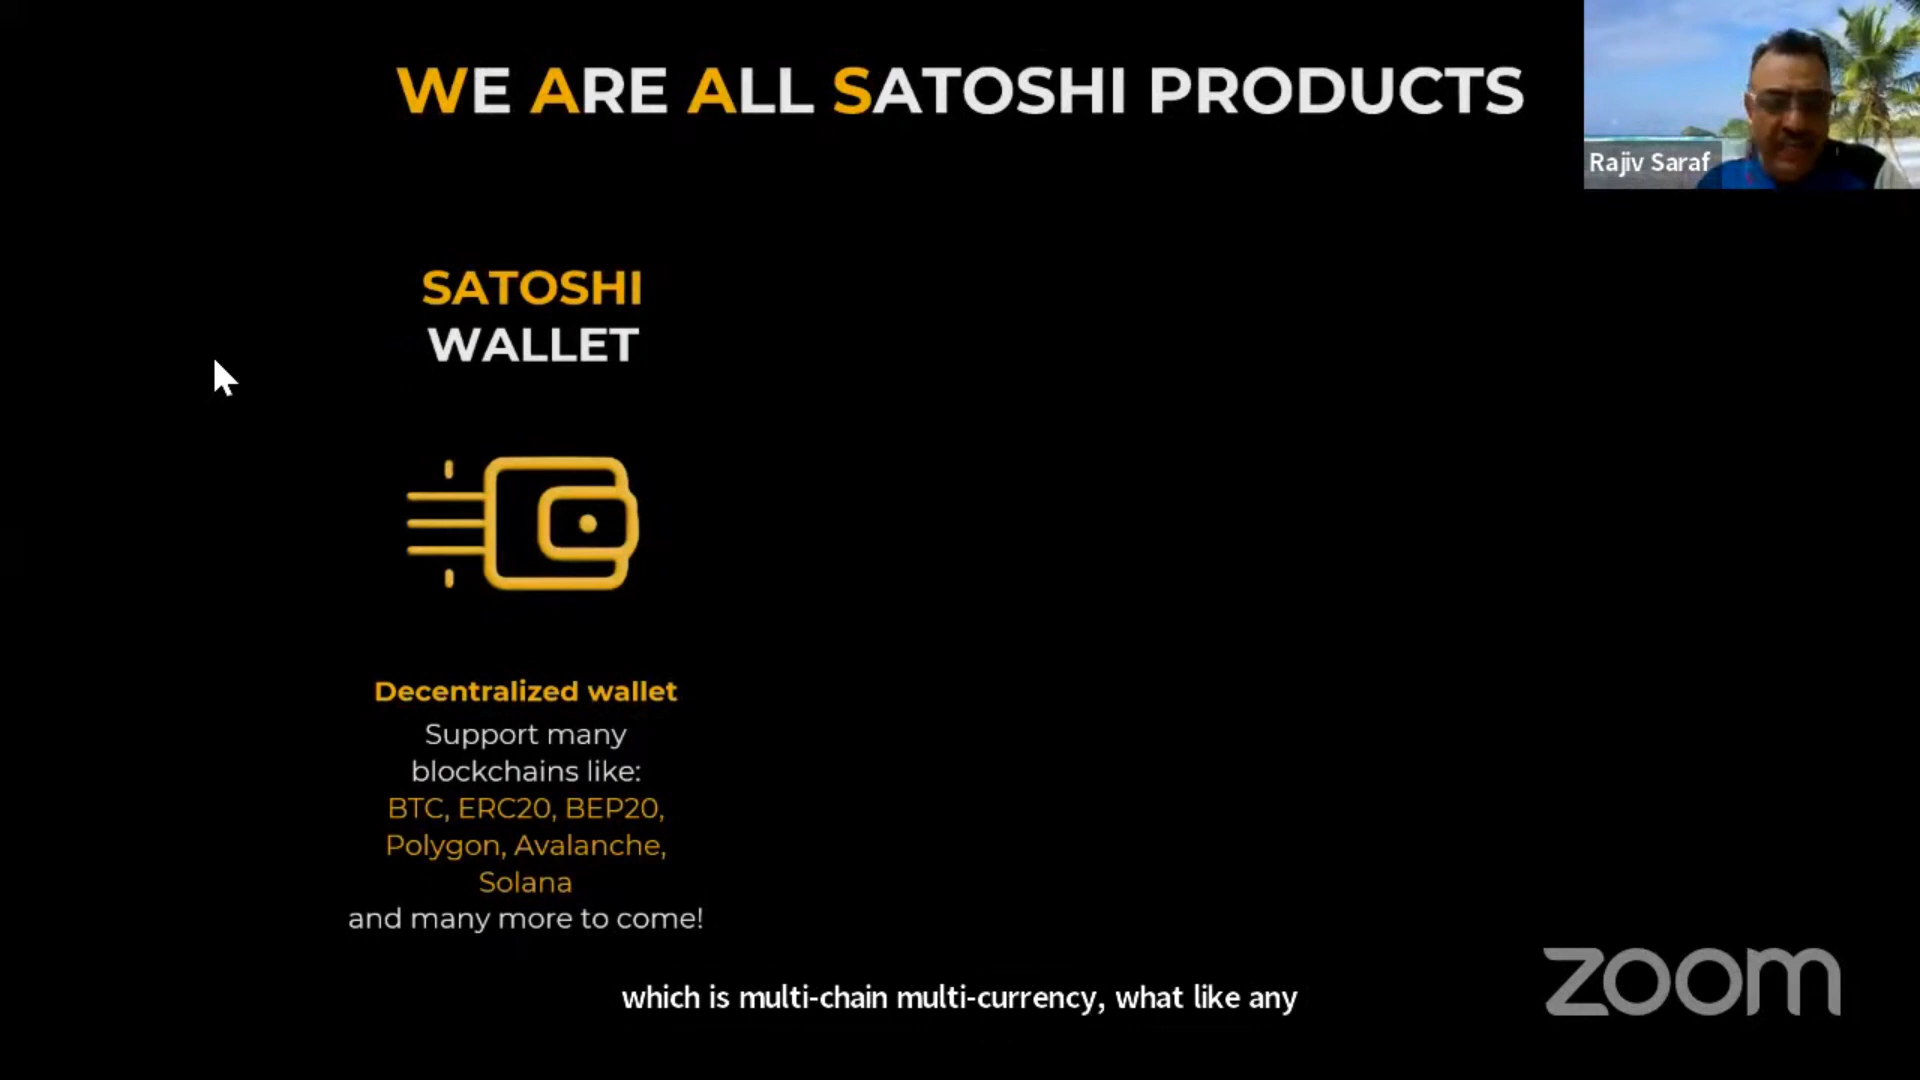 WE ARE ALL SATOSHI PRODUCTS
Rajiv Saraf
SATOSHI
WALLET
Decentralized wallet
Support many
blockchains like:
BTC, ERC20, BEP20,
Polygon, Avalanche,
Solana
and many more to come!
which is multi-chain multi-currency, what like any
zoom